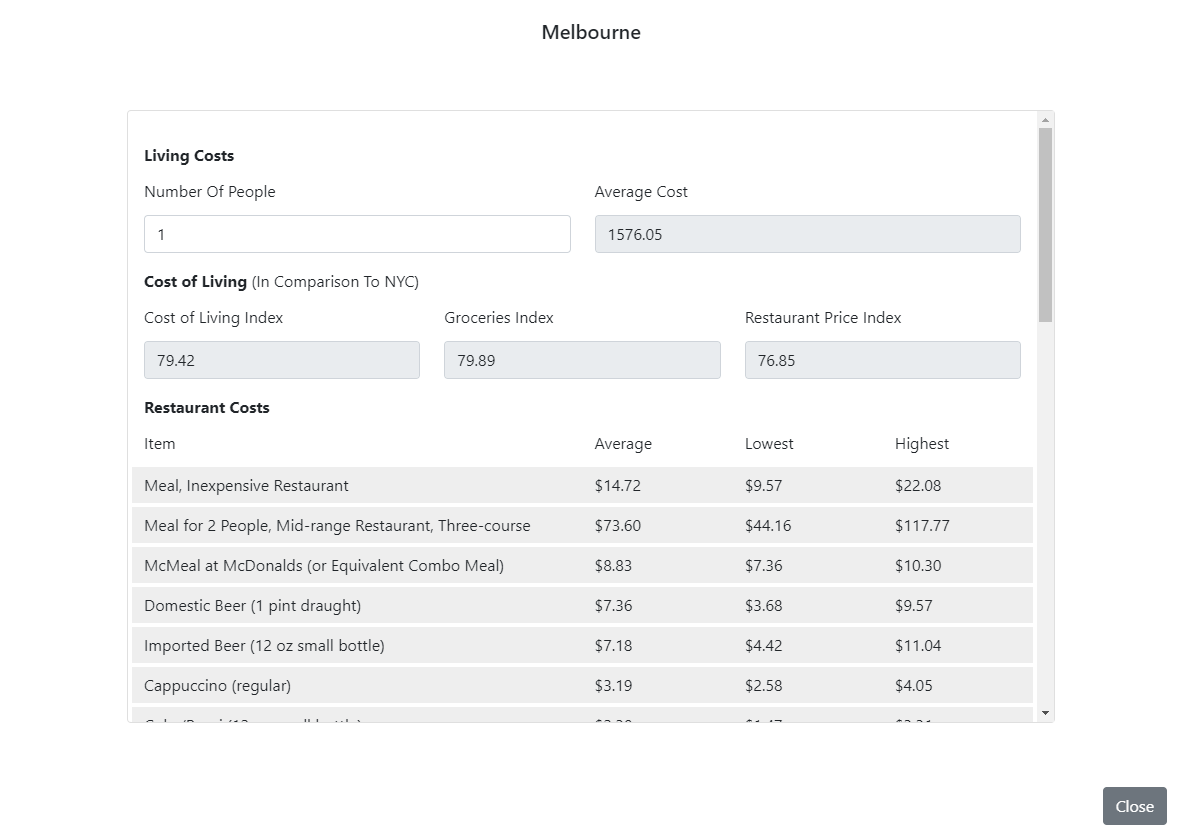 Melbourne
Living Costs
Number Of People Average Cost
1 1576.05
Cost of Living (In Comparison To NYC)
Cost of Living Index Groceries Index Restaurant Price Index
79.42 79.89 76.85
Restaurant Costs
Item Average Lowest Highest
Meal, Inexpensive Restaurant $14.72 $9.57 $22.08
Meal for 2 People, Mid-range Restaurant, Three-course $73.60 $44.16 $117.77
McMeal at McDonalds (or Equivalent Combo Meal) $8.83 $7.36 $10.30
Domestic Beer (1 pint draught) $7.36 $3.68 $9.57
Imported Beer (12 oz small bottle) $7.18 $4.42 $11.04
Cappuccino (regular) $3.19 $2.58 $4.05
Close